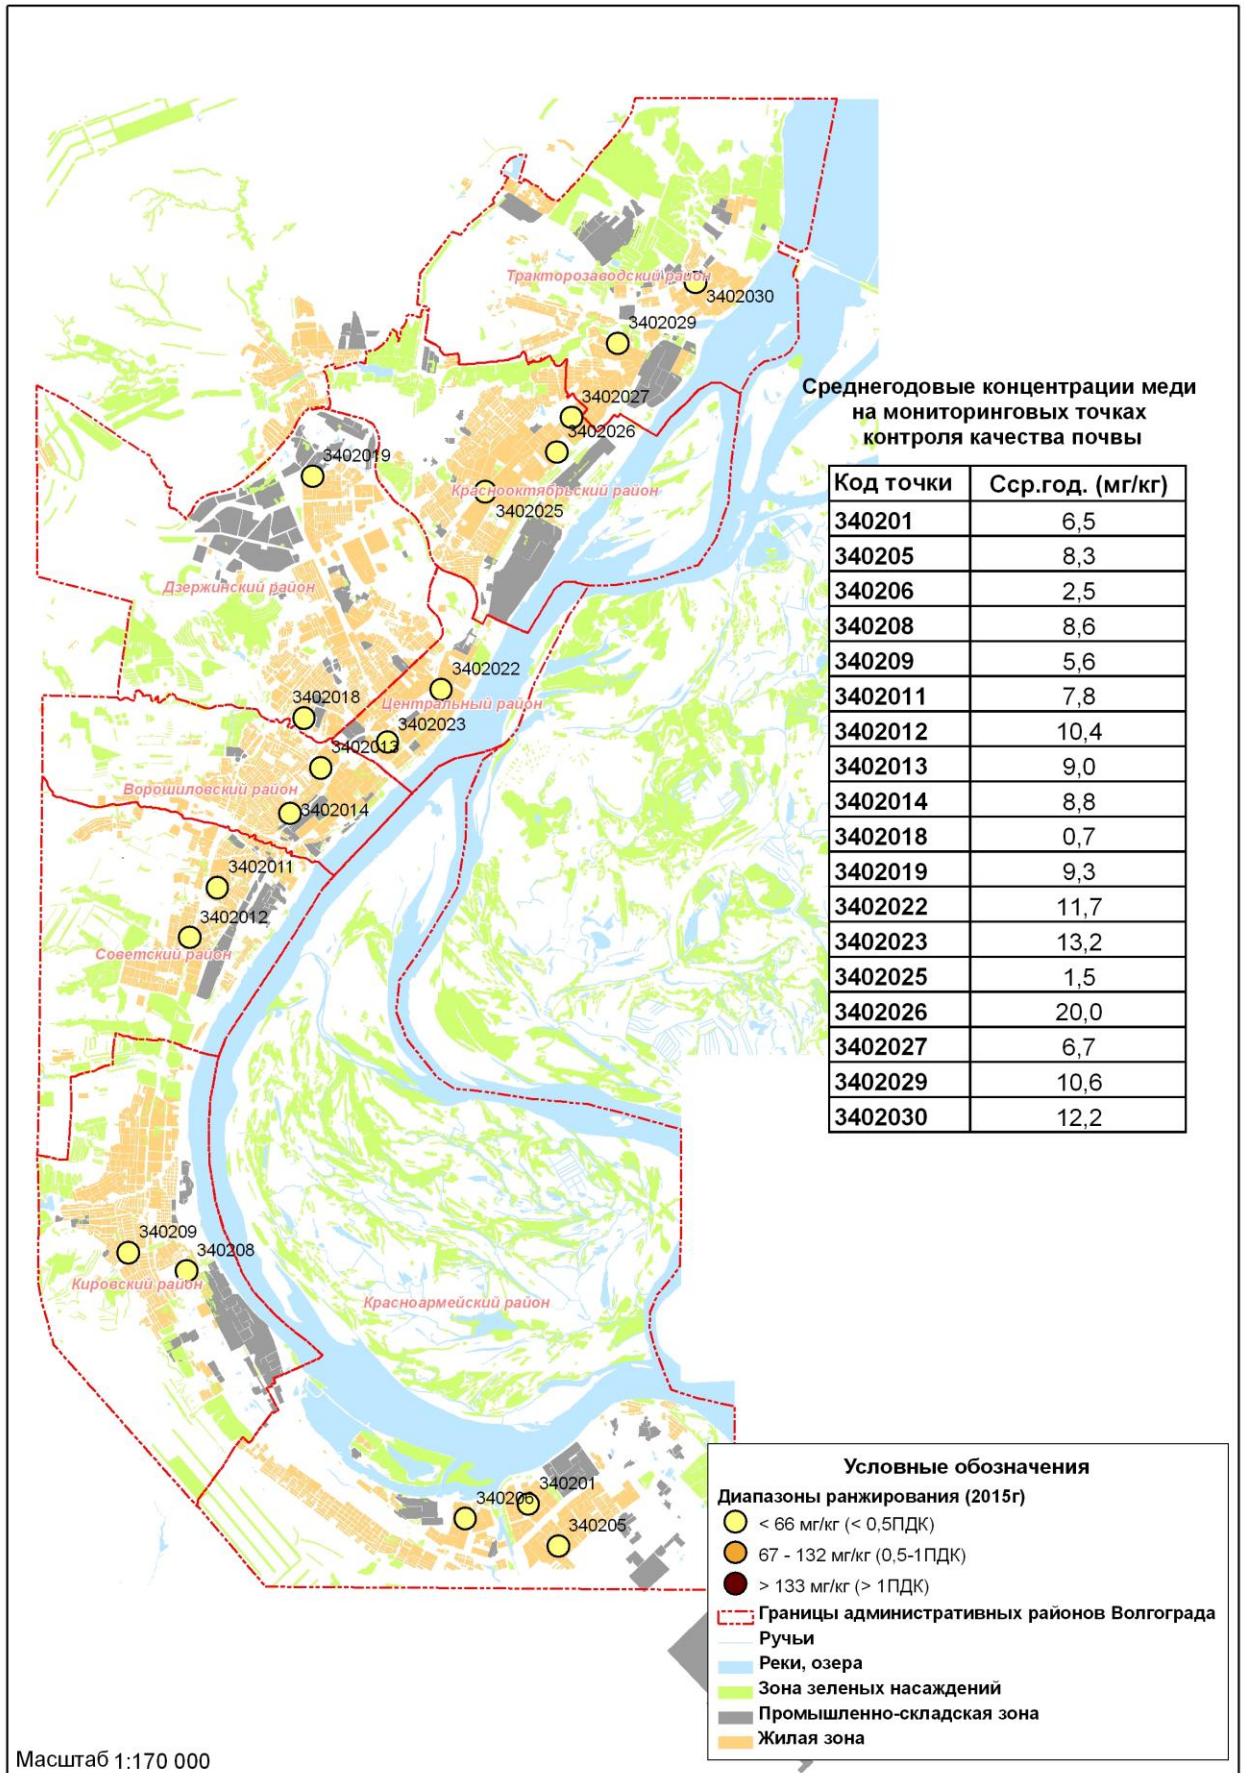 Тракторозаводский район
3402030
3402029
Среднегодовые концентрации меди
на мониторинговых точках
контроля качества почвы
3402027
3402026
3402019
Краснооктябрьский район
3402025
Код точки Сср.год. (мг/кг)
340201 6,5
340205 8,3
340206 2,5
340208 8,6
340209 5,6
3402011 7,8
3402012 10,4
3402013 9,0
3402014 8,8
3402018 0,7
3402019 9,3
3402022 11,7
3402023 13,2
3402025 1,5
3402026 20,0
3402027 6,7
3402029 10,6
3402030 12,2
Дзержинский район
3402022
3402018
Центральный район
3402023
3402013
Ворошиловский район
3402014
3402011
3402012
Советский район
340209
340208
Кировский район
Красноармейский район
340201
340206
340205
Условные обозначения
Диапазоны ранжирования (2015г)
< 66 мг/кг (< 0,5ПДК)
67 - 132 мг/кг (0,5-1ПДК)
> 133 мг/кг (> 1ПДК)
Границы административных районов Волгограда
Ручьи
Реки, озера
Зона зеленых насаждений
Промышленно-складская зона
Жилая зона
Масштаб 1:170 000